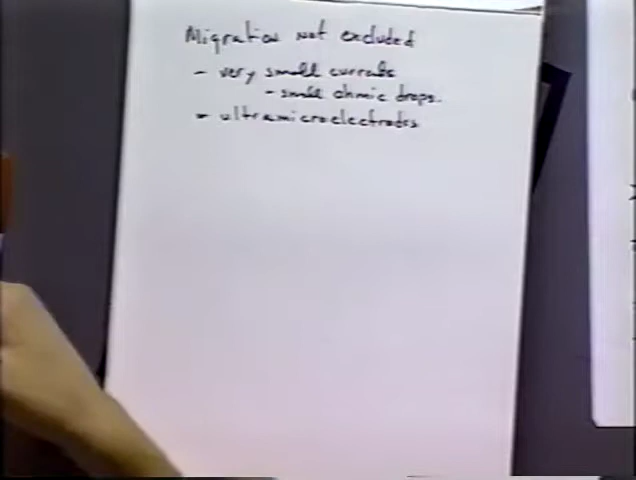 Migration not excluded
- very small currents
- small ohmic drops.
- ultramicroelectrodes